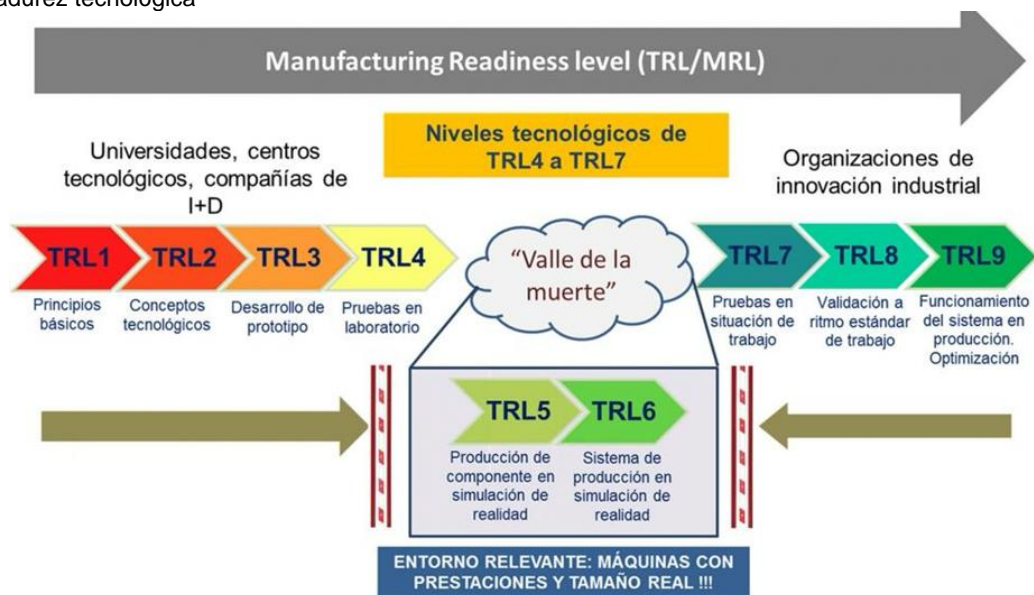 adurez tecnológica
Manufacturing Readiness level (TRL/MRL)
Niveles tecnológicos de
TRL4 a TRL7
Universidades, centros
tecnológicos, compañías de
I+D
Organizaciones de
innovación industrial
TRL1
TRL2
TRL3
TRL4
"Valle de la
muerte"
TRL7
TRL8
TRL9
Principios
básicos
Conceptos
tecnológicos
Desarrollo de
prototipo
Pruebas en
laboratorio
Pruebas en
situación de
trabajo
Validación a
ritmo estándar
de trabajo
Funcionamiento
del sistema en
producción.
Optimización
TRL5
TRL6
Producción de
componente en
simulación de
realidad
Sistema de
producción en
simulación de
realidad
ENTORNO RELEVANTE: MÁQUINAS CON
PRESTACIONES Y TAMAÑO REAL !!!